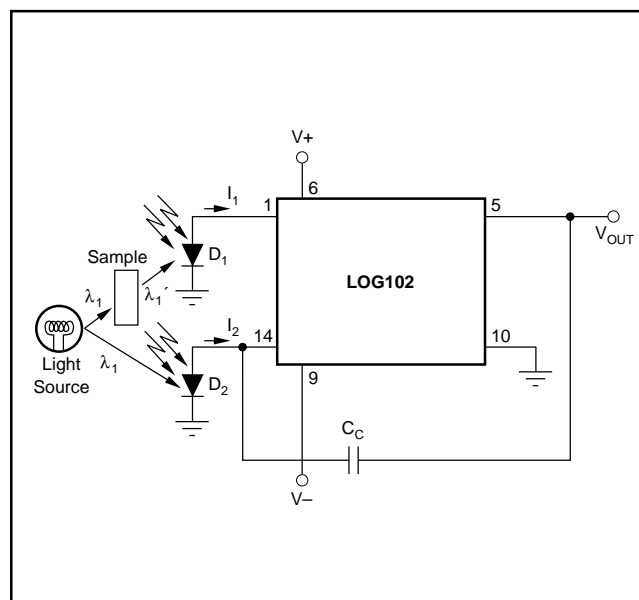 V+
6
I1
1
5
VOUT
Sample
D1
LOG102
λ1
λ1´
I2
14
10
Light
Source
λ1
D2
9
CC
V–